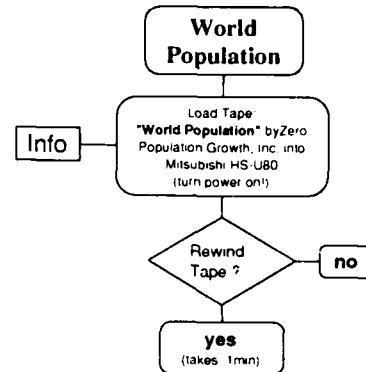 World
Population
Load Tape:
"World Population" byZero
Population Growth, Inc. into
Mitsubishi HS-U80
(turn power on!)
Info
Rewind
Tape ?
no
yes
(takes 1min)